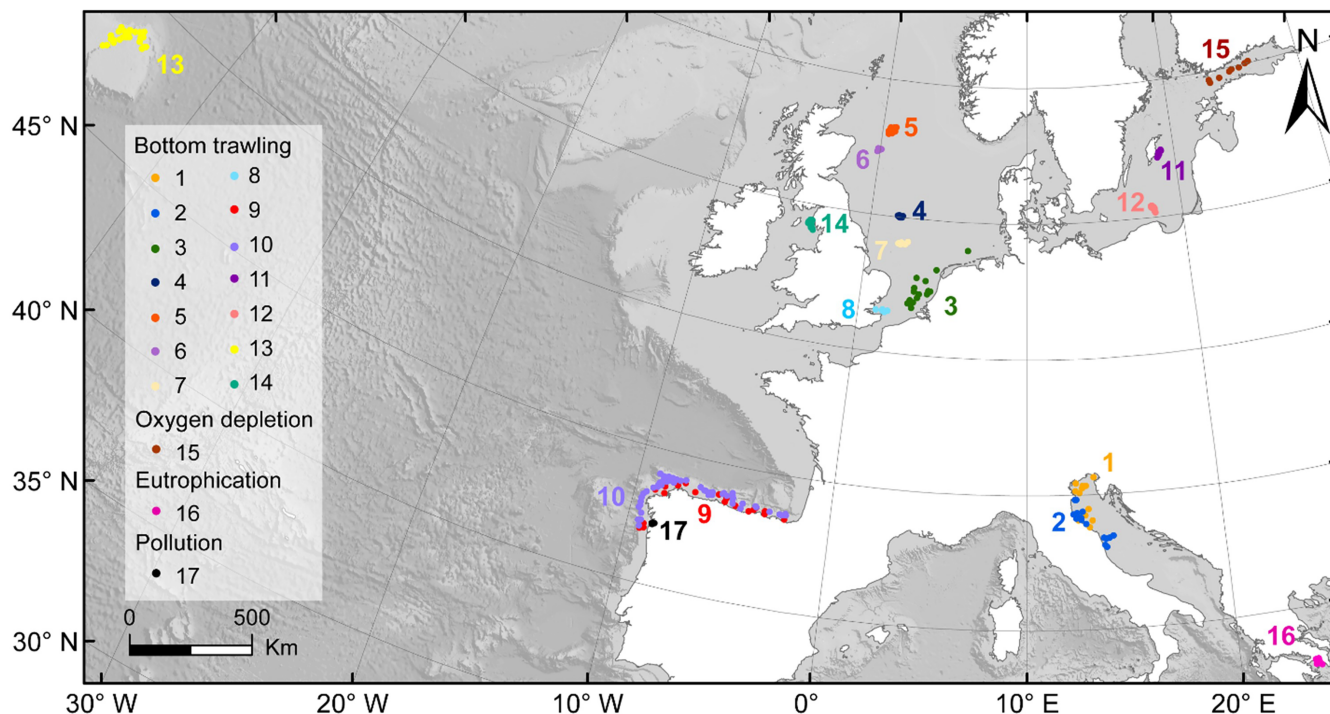 13
15
N
45° N
5
6
11
12
4
14
7
Bottom trawling
1 8
2 9
3 10
4 11
5 12
6 13
7 14
Oxygen depletion
15
Eutrophication
16
Pollution
17
8
3
40° N
35° N
10
9
17
1
2
0 500
Km
30° N
16
30° W 20° W 10° W 0° 10° E 20° E